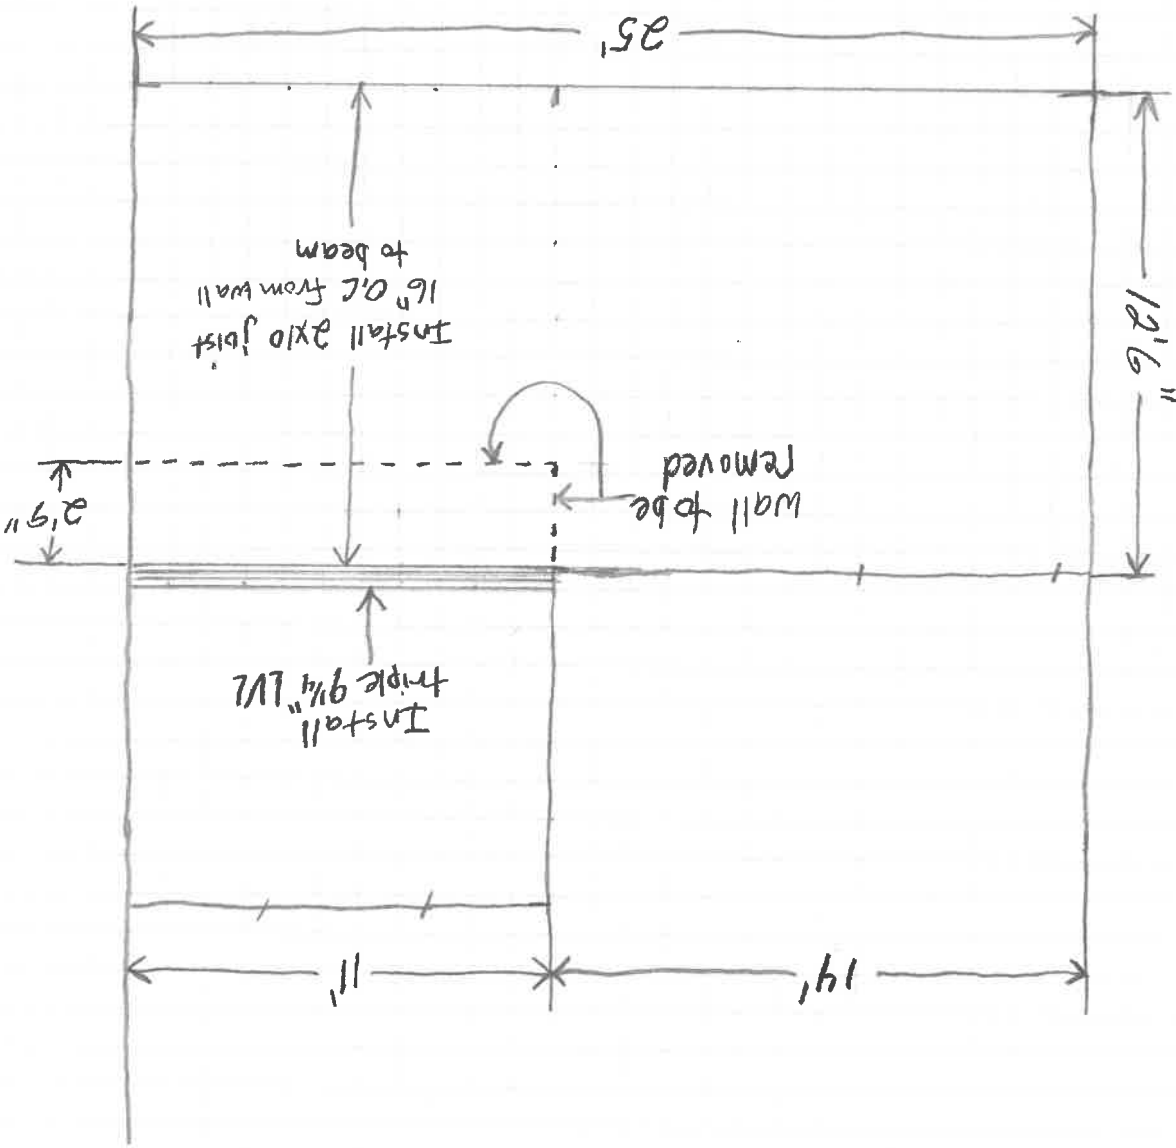 14'
11'
Install
triple 9¼" LVL
wall to be
removed
2'9"
12'6"
Install 2x10 joist
16" O.C from wall
to beam
25'